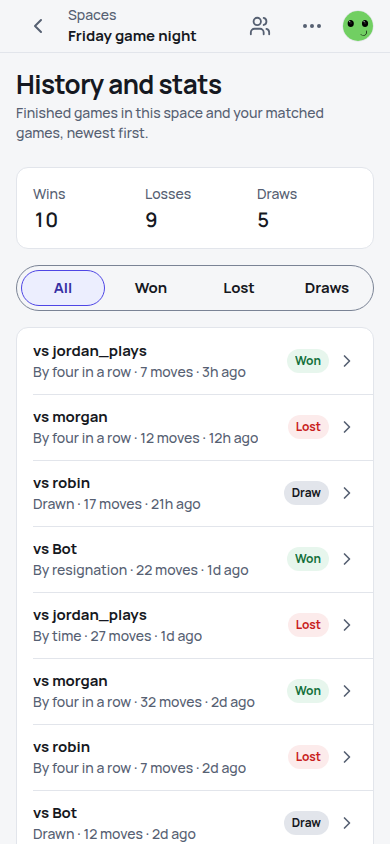 Spaces
Friday game night
History and stats
Finished games in this space and your matched
games, newest first.
Wins
Losses
Draws
10
9
5
All
Won
Lost
Draws
vs jordan_plays
By four in a row · 7 moves · 3h ago
Won
vs morgan
By four in a row · 12 moves · 12h ago
Lost
vs robin
Drawn · 17 moves · 21h ago
Draw
vs Bot
By resignation · 22 moves · 1d ago
Won
vs jordan_plays
By time · 27 moves · 1d ago
Lost
vs morgan
By four in a row · 32 moves · 2d ago
Won
vs robin
By four in a row · 7 moves · 2d ago
Lost
vs Bot
Drawn · 12 moves · 2d ago
Draw